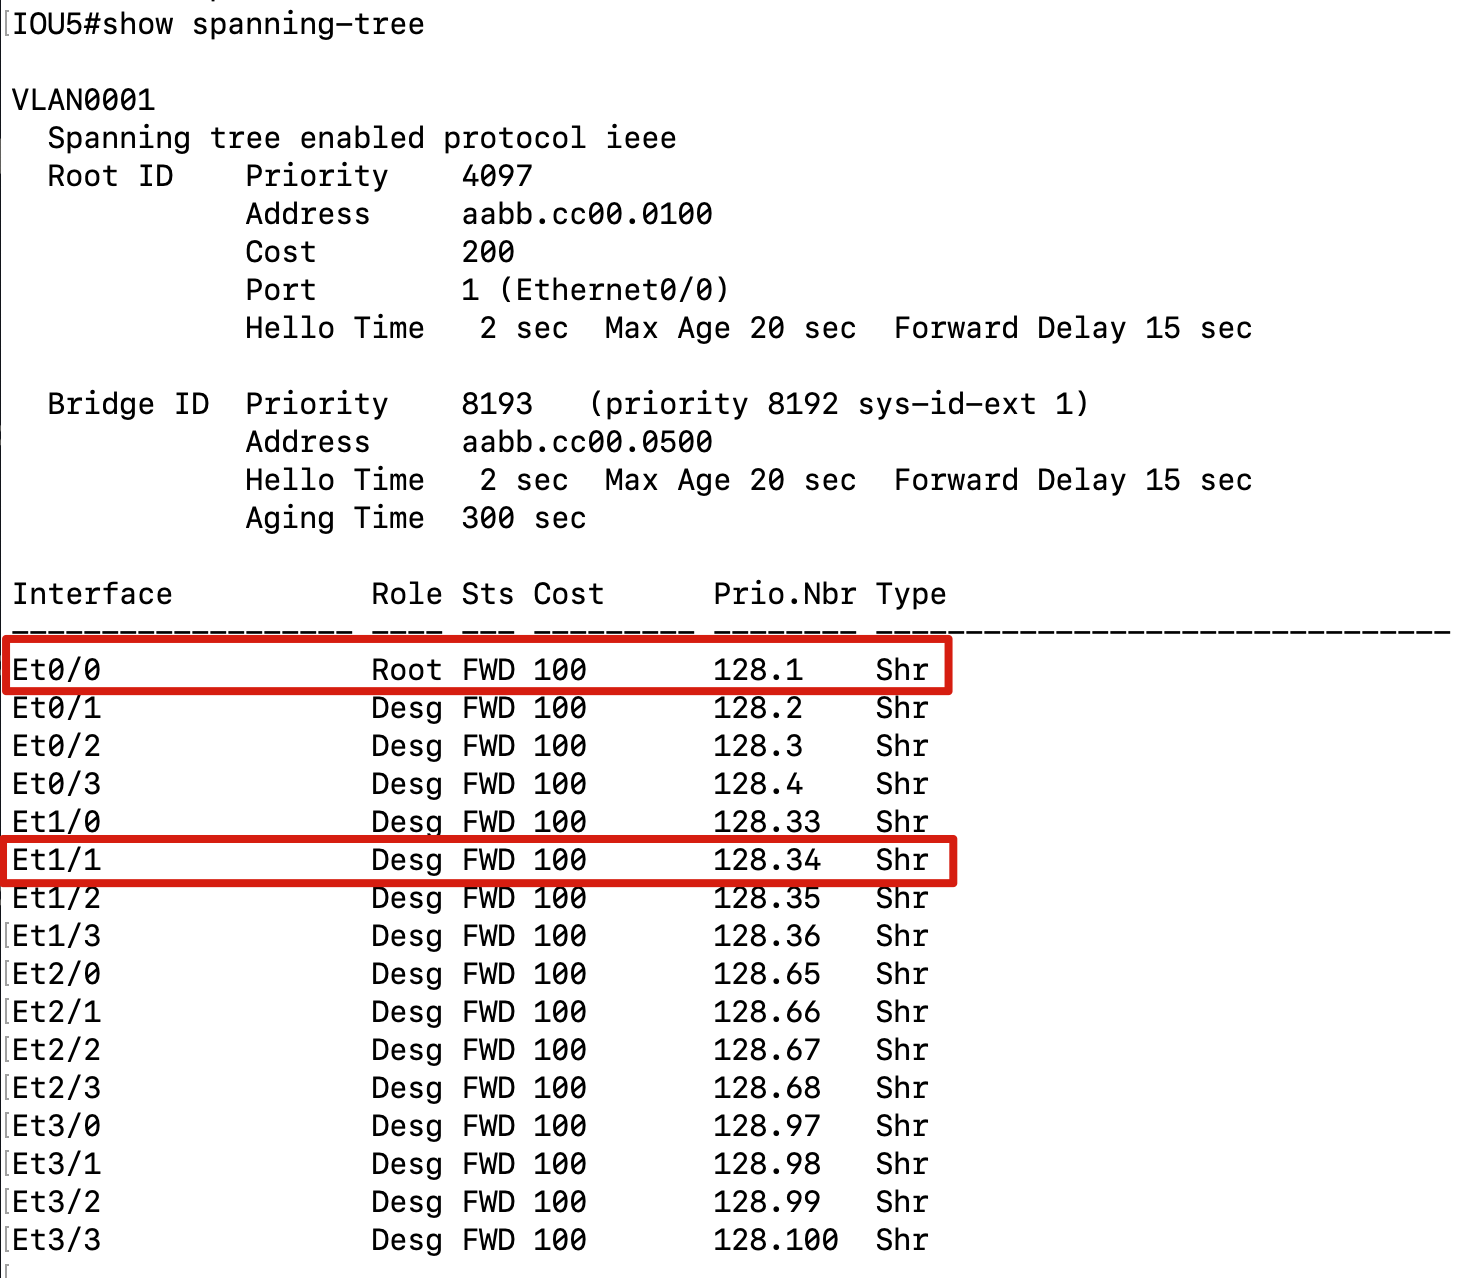 IOU5#show spanning-tree
VLAN0001
  Spanning tree enabled protocol ieee
  Root ID    Priority    4097
             Address     aabb.cc00.0100
             Cost        200
             Port        1 (Ethernet0/0)
             Hello Time   2 sec  Max Age 20 sec  Forward Delay 15 sec
  Bridge ID  Priority    8193   (priority 8192 sys-id-ext 1)
             Address     aabb.cc00.0500
             Hello Time   2 sec  Max Age 20 sec  Forward Delay 15 sec
             Aging Time  300 sec
Interface           Role Sts Cost      Prio.Nbr Type
------------------- ---- --- --------- -------- --------------------------------
Et0/0               Root FWD 100       128.1    Shr
Et0/1               Desg FWD 100       128.2    Shr
Et0/2               Desg FWD 100       128.3    Shr
Et0/3               Desg FWD 100       128.4    Shr
Et1/0               Desg FWD 100       128.33   Shr
Et1/1               Desg FWD 100       128.34   Shr
Et1/2               Desg FWD 100       128.35   Shr
Et1/3               Desg FWD 100       128.36   Shr
Et2/0               Desg FWD 100       128.65   Shr
Et2/1               Desg FWD 100       128.66   Shr
Et2/2               Desg FWD 100       128.67   Shr
Et2/3               Desg FWD 100       128.68   Shr
Et3/0               Desg FWD 100       128.97   Shr
Et3/1               Desg FWD 100       128.98   Shr
Et3/2               Desg FWD 100       128.99   Shr
Et3/3               Desg FWD 100       128.100  Shr